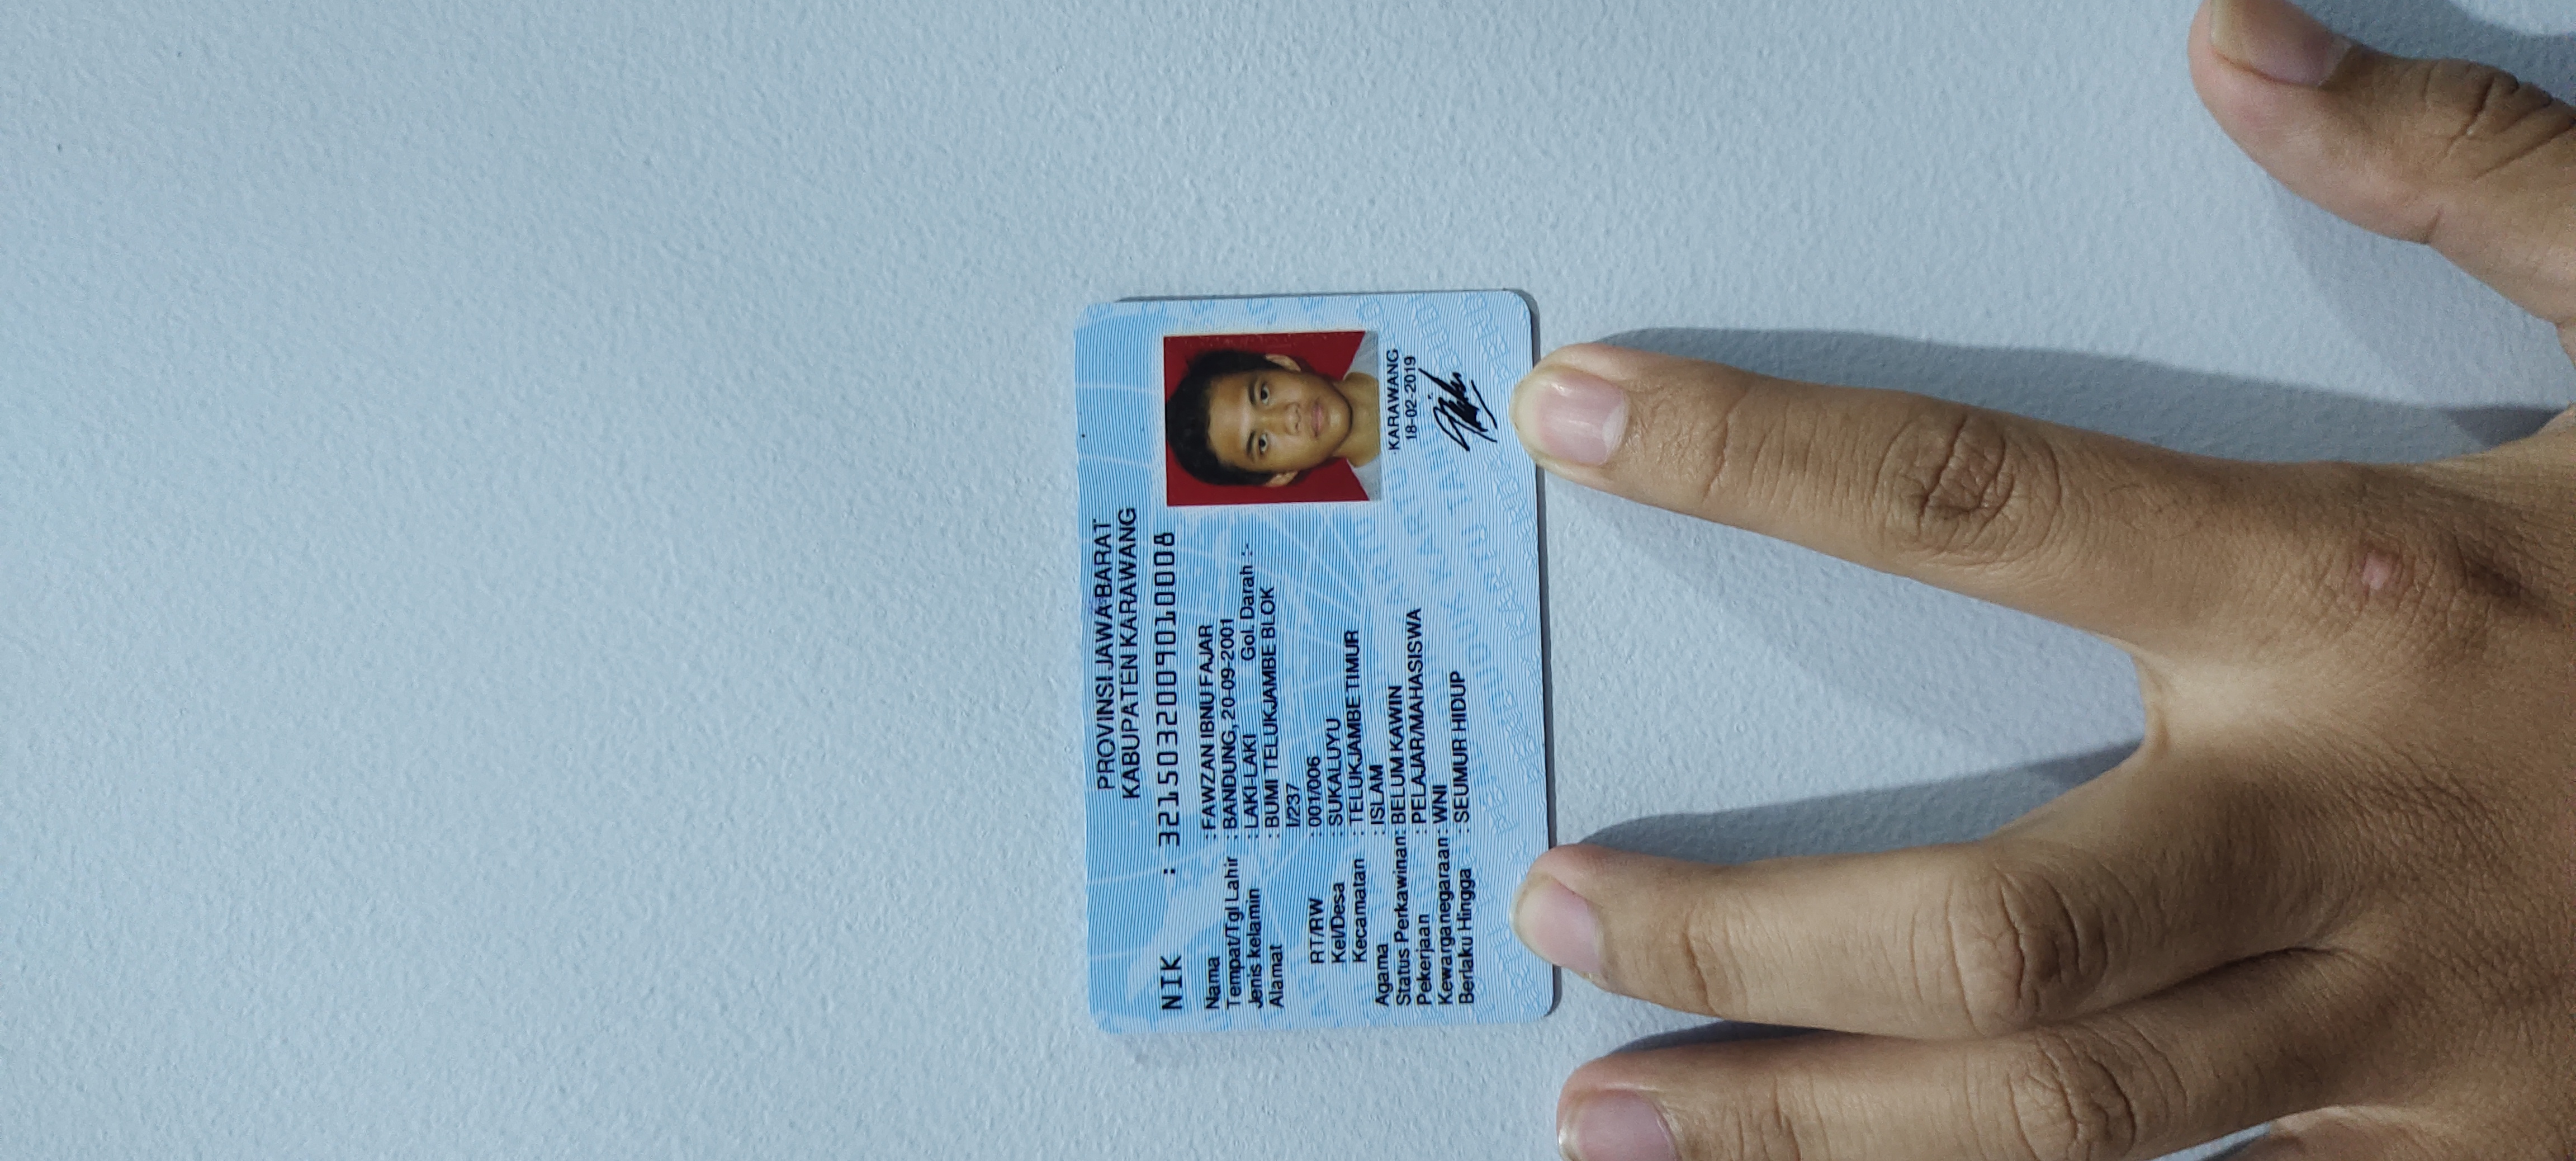 PROVINSI JAWA BARAT
KABUPATEN KARAWANG
NIK : 3215032009010008
Nama : FAWZAN IBNU FAJAR
Tempat/Tgl Lahir : BANDUNG, 20-09-2001
Jenis kelamin : LAKI-LAKI Gol. Darah :-
Alamat : BUMI TELUKJAMBE BLOK
I/237
RT/RW : 001/006
Kel/Desa : SUKALUYU
Kecamatan : TELUKJAMBE TIMUR
Agama : ISLAM
Status Perkawinan: BELUM KAWIN
Pekerjaan : PELAJAR/MAHASISWA
Kewarganegaraan: WNI
Berlaku Hingga : SEUMUR HIDUP
KARAWANG
18-02-2019